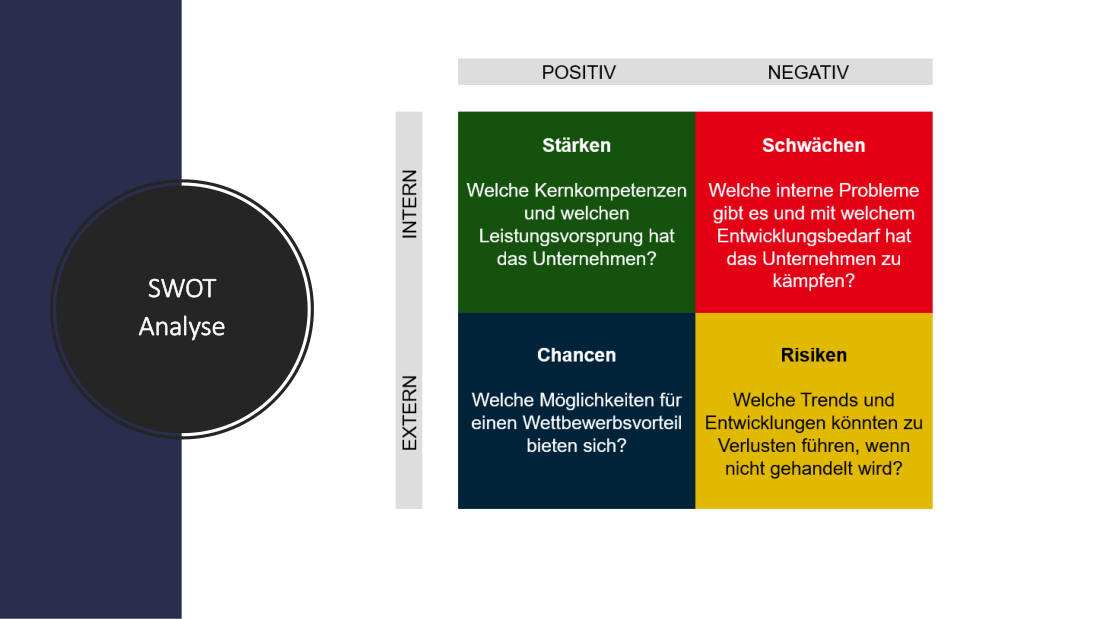 SWOT
Analyse
POSITIV
NEGATIV
INTERN
Stärken
Welche Kernkompetenzen
und welchen
Leistungsvorsprung hat
das Unternehmen?
Schwächen
Welche interne Probleme
gibt es und mit welchem
Entwicklungsbedarf hat
das Unternehmen zu
kämpfen?
EXTERN
Chancen
Welche Möglichkeiten für
einen Wettbewerbsvorteil
bieten sich?
Risiken
Welche Trends und
Entwicklungen könnten zu
Verlusten führen, wenn
nicht gehandelt wird?